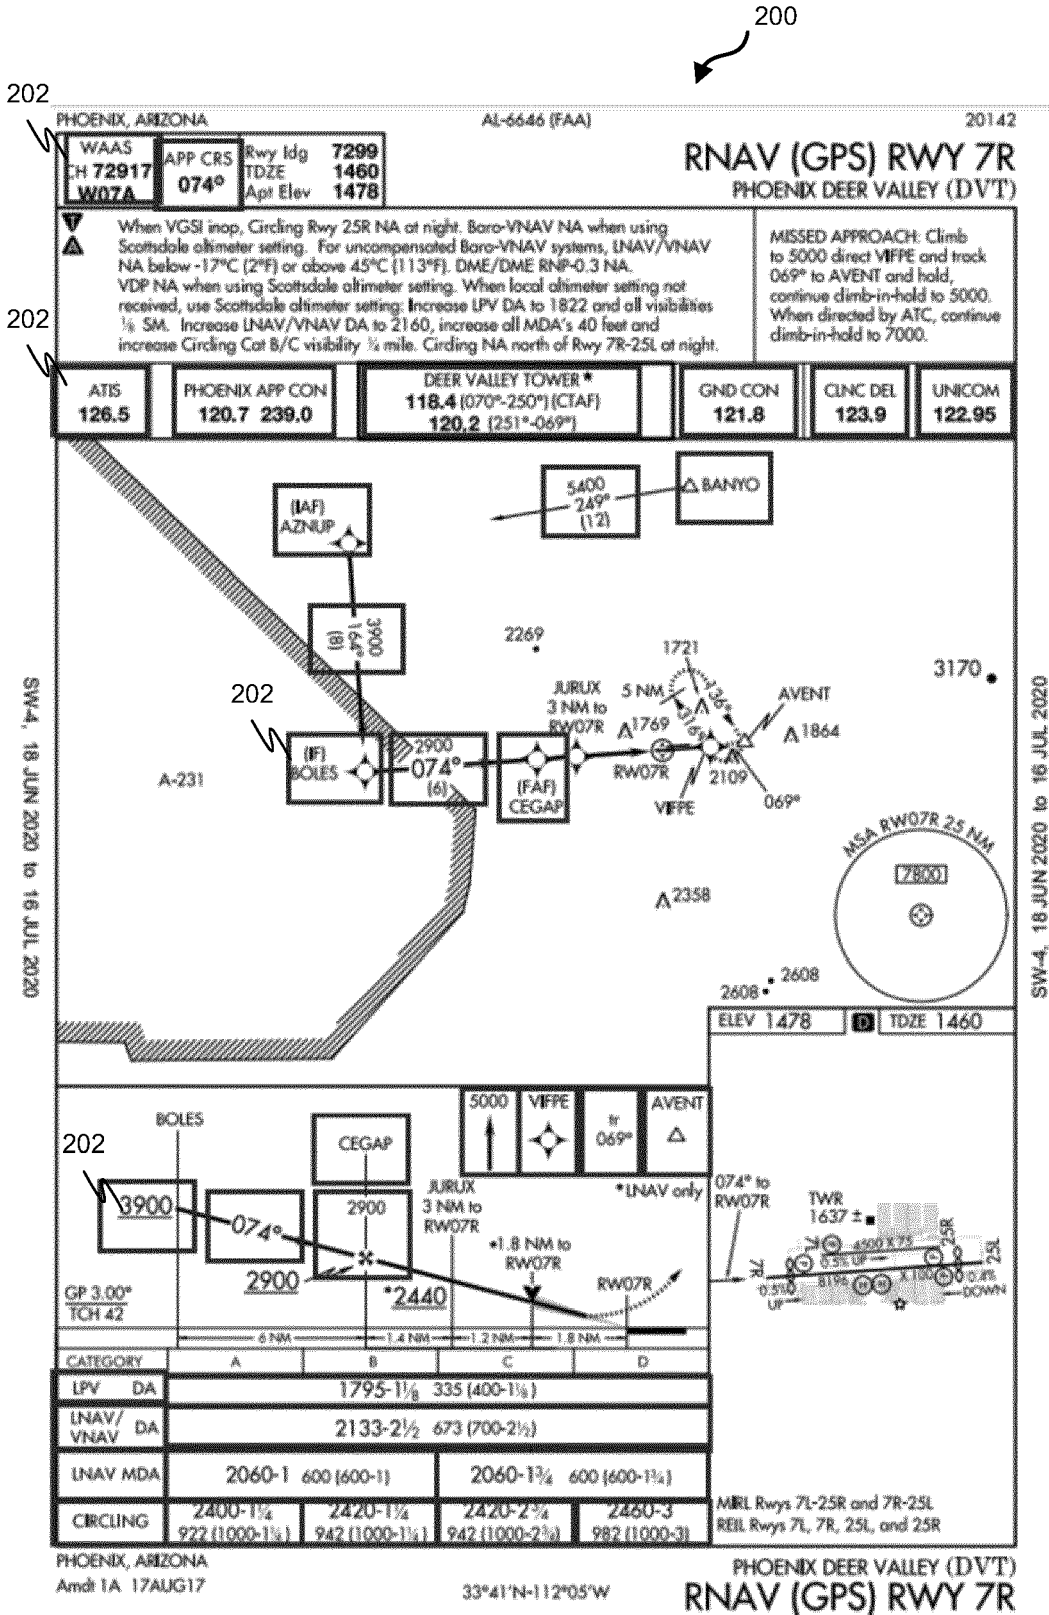 200
202
PHOENIX, ARIZONA
AL-6646 (FAA)
20142
WAAS
CH 72917
W07A
APP CRS
074°
Rwy ldg 7299
TDZE 1460
Apt Elev 1478
RNAV (GPS) RWY 7R
PHOENIX DEER VALLEY (DVT)
When VGSI inop, Circling Rwy 25R NA at night. Baro-VNAV NA when using
Scottsdale altimeter setting. For uncompensated Baro-VNAV systems, LNAV/VNAV
NA below -17°C (2°F) or above 45°C (113°F). DME/DME RNP-0.3 NA.
VDP NA when using Scottsdale altimeter setting. When local altimeter setting not
received, use Scottsdale altimeter setting: Increase LPV DA to 1822 and all visibilities
⅛ SM. Increase LNAV/VNAV DA to 2160, increase all MDA's 40 feet and
increase Circling Cat B/C visibility ¼ mile. Circling NA north of Rwy 7R-25L at night.
MISSED APPROACH: Climb
to 5000 direct VIFPE and track
069° to AVENT and hold,
continue climb-in-hold to 5000.
When directed by ATC, continue
climb-in-hold to 7000.
202
ATIS
126.5
PHOENIX APP CON
120.7 239.0
DEER VALLEY TOWER*
118.4 (070°-250°) (CTAF)
120.2 (251°-069°)
GND CON
121.8
CLNC DEL
123.9
UNICOM
122.95
(IAF)
AZNUP
5400
249°
(12)
BANYO
3900
164°
(8)
2269
1721
3170
202
JURUX
3 NM to
RW07R
5 NM
136°
316°
AVENT
1769
1864
(IF)
BOLES
2900
074°
(6)
(FAF)
CEGAP
RW07R
2109
VIFPE
069°
A-231
MSA RW07R 25 NM
7800
2358
2608
2608
SW-4, 18 JUN 2020 to 16 JUL 2020
SW-4, 18 JUN 2020 to 16 JUL 2020
ELEV 1478
D
TDZE 1460
BOLES
CEGAP
5000
VIFPE
tr
069°
AVENT
202
3900
074°
2900
2900
JURUX
3 NM to
RW07R
*LNAV only
*1.8 NM to
RW07R
*2440
RW07R
GP 3.00°
TCH 42
6 NM
1.4 NM
1.2 NM
1.8 NM
074° to
RW07R
TWR
1637 ±
7L
4500 X 75
25R
0.5% UP
7R
8196
X 100
25L
0.5%
UP
0.4%
DOWN
CATEGORY A B C D
LPV DA 1795-1⅛ 335 (400-1⅛)
LNAV/
VNAV DA 2133-2½ 673 (700-2½)
LNAV MDA 2060-1 600 (600-1) 2060-1¾ 600 (600-1¾)
CIRCLING
2400-1¼
922 (1000-1¼)
2420-1¼
942 (1000-1¼)
2420-2¾
942 (1000-2¾)
2460-3
982 (1000-3)
MIRL Rwys 7L-25R and 7R-25L
REIL Rwys 7L, 7R, 25L, and 25R
PHOENIX, ARIZONA
Amdt 1A 17AUG17
33°41'N-112°05'W
PHOENIX DEER VALLEY (DVT)
RNAV (GPS) RWY 7R